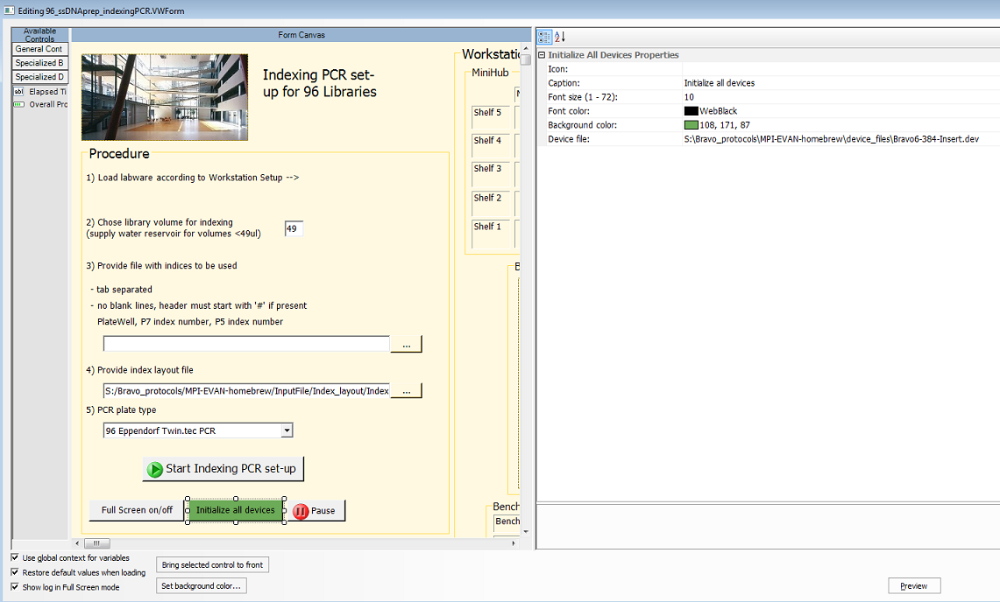 Editing 96_ssDNAprep_indexingPCR.VWForm
Available
Controls
General Cont
Specialized B
Specialized D
Elapsed Ti
Overall Pro
Form Canvas
Indexing PCR set-
up for 96 Libraries
Procedure
1) Load labware according to Workstation Setup -->
2) Chose library volume for indexing
(supply water reservoir for volumes <49ul)
49
3) Provide file with indices to be used
- tab separated
- no blank lines, header must start with '#' if present
PlateWell, P7 index number, P5 index number
...
4) Provide index layout file
S:/Bravo_protocols/MPI-EVAN-homebrew/InputFile/Index_layout/Index
...
5) PCR plate type
96 Eppendorf Twin.tec PCR
Start Indexing PCR set-up
Full Screen on/off
Initialize all devices
Pause
Workstatio
MiniHub
Shelf 5
Shelf 4
Shelf 3
Shelf 2
Shelf 1
B
Bench
Bench
Initialize All Devices Properties
Icon:
Caption: Initialize all devices
Font size (1 - 72): 10
Font color: WebBlack
Background color: 108, 171, 87
Device file: S:\Bravo_protocols\MPI-EVAN-homebrew\device_files\Bravo6-384-Insert.dev
Use global context for variables
Restore default values when loading
Show log in Full Screen mode
Bring selected control to front
Set background color...
Preview